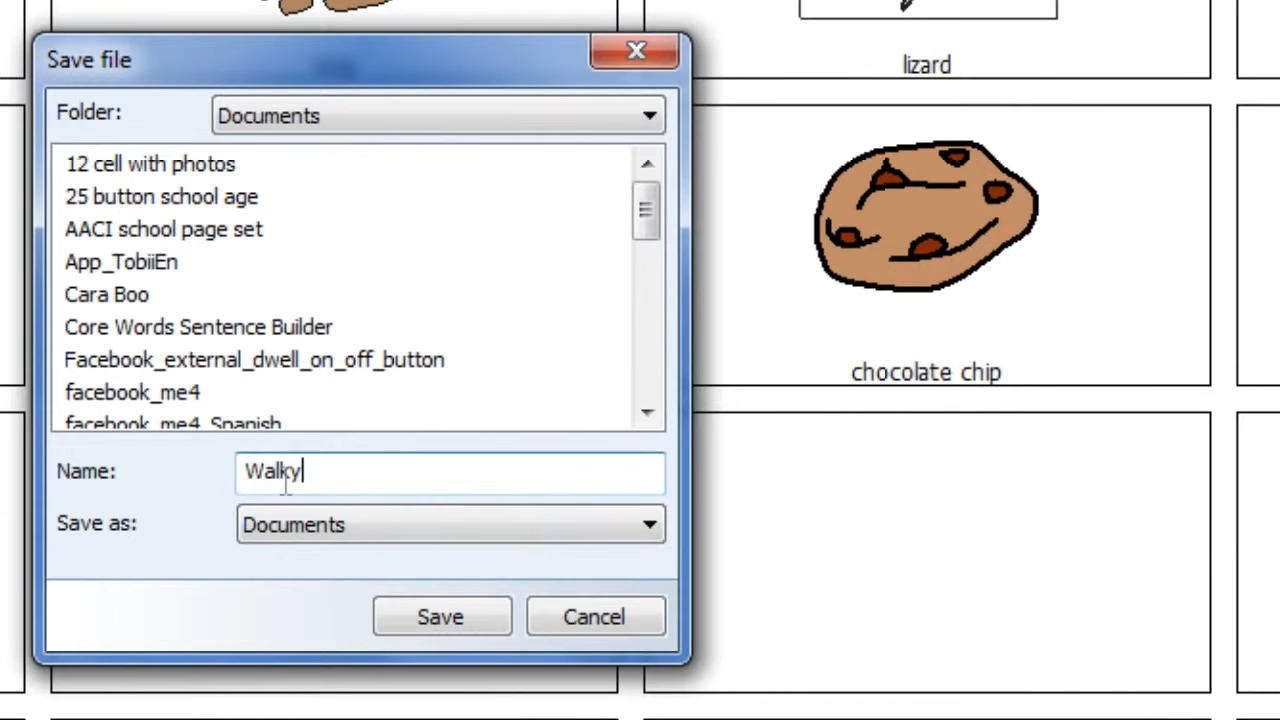 Save file
lizard
Folder:
Documents
12 cell with photos
25 button school age
AACI school page set
App_TobiiEn
Cara Boo
Core Words Sentence Builder
Facebook_external_dwell_on_off_button
facebook_me4
facebook_me4_Spanish
chocolate chip
Name:
Walky
Save as:
Documents
Save
Cancel